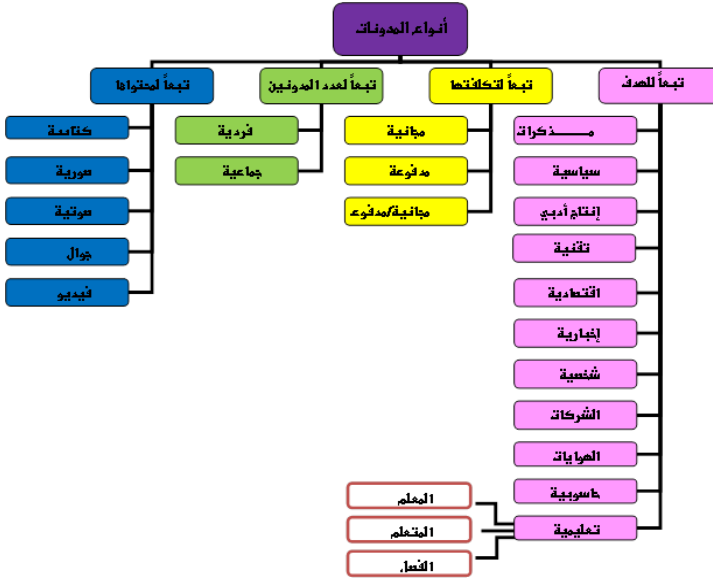 أنواع المدونات
تبعاً للهدف
تبعاً لتكلفتها
تبعاً لعدد المدونين
تبعاً لمحتواها
مـــــــذكرات
سياسية
إنتاج أدبي
تقنية
اقتصادية
إخبارية
شخصية
الشركات
الهوايات
حاسوبية
تعليمية
المعلم
المتعلم
الفصل
مجانية
مدفوعة
مجانية/مدفوع
فردية
جماعية
كتابية
صورية
صوتية
جوال
فيديو